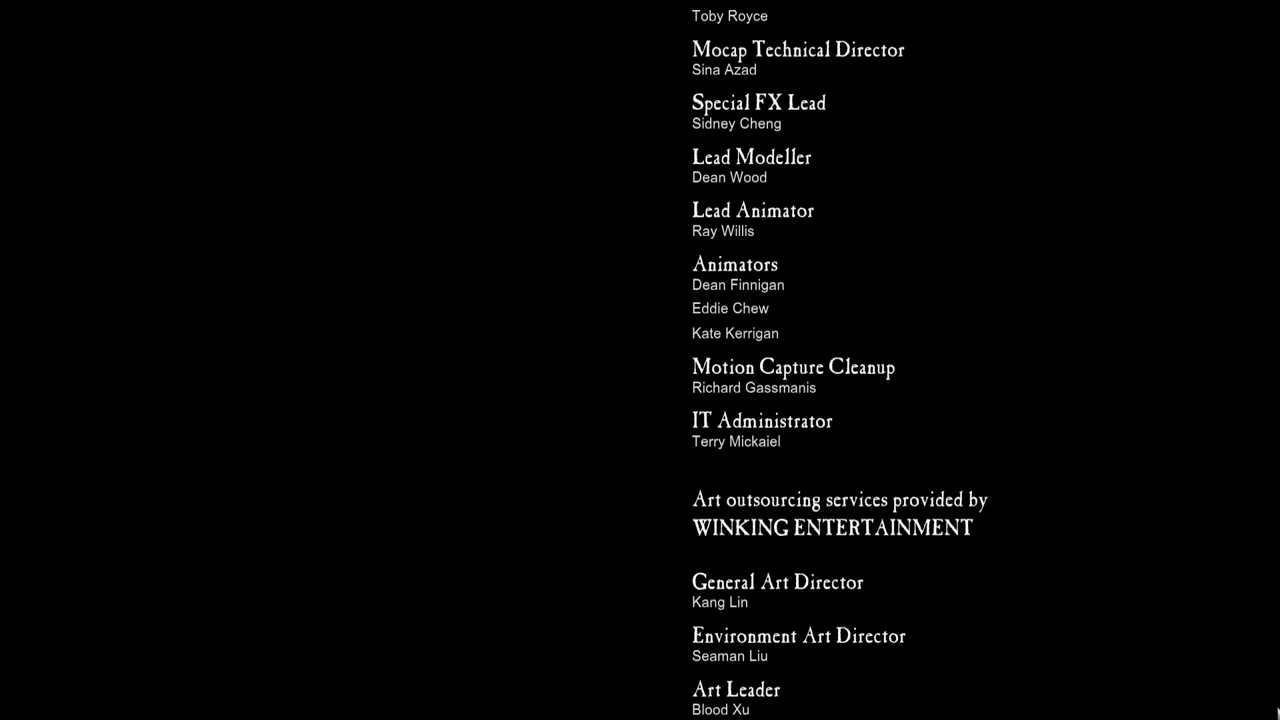 Toby Royce
Mocap Technical Director
Sina Azad
Special FX Lead
Sidney Cheng
Lead Modeller
Dean Wood
Lead Animator
Ray Willis
Animators
Dean Finnigan
Eddie Chew
Kate Kerrigan
Motion Capture Cleanup
Richard Gassmanis
IT Administrator
Terry Mickaiel
Art outsourcing services provided by
WINKING ENTERTAINMENT
General Art Director
Kang Lin
Environment Art Director
Seaman Liu
Art Leader
Blood Xu